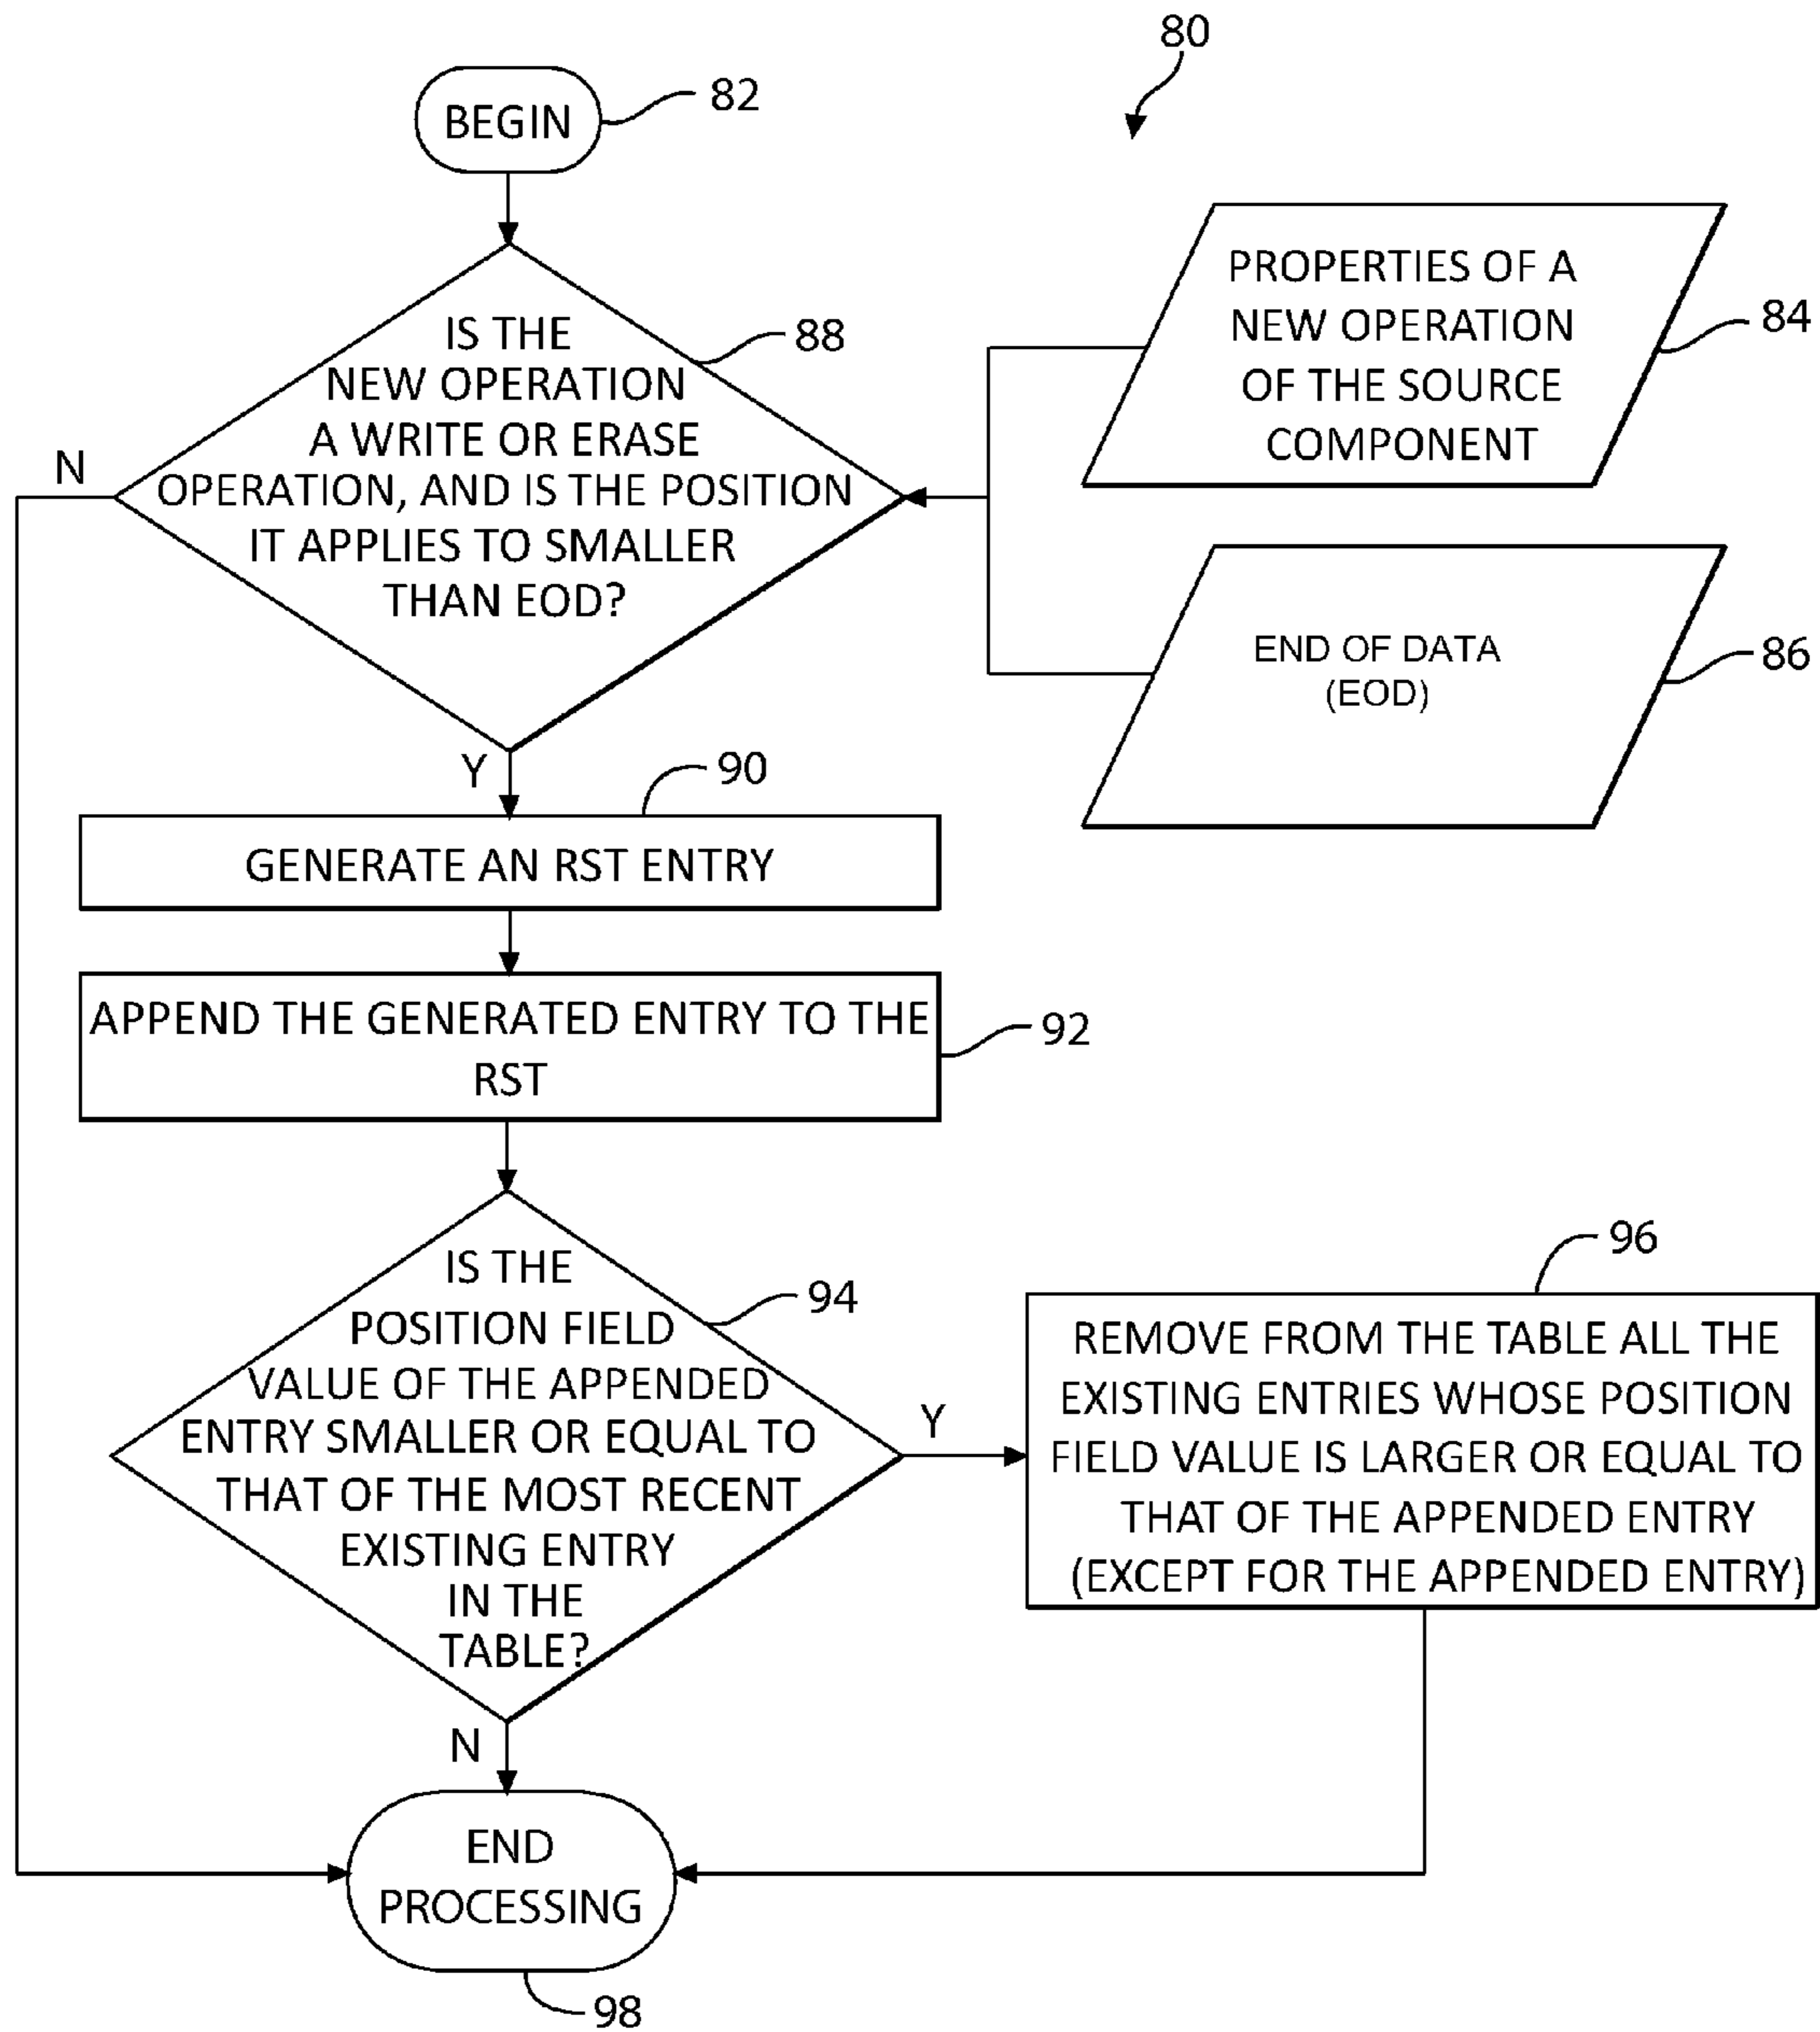 80
BEGIN
82
PROPERTIES OF A
NEW OPERATION
OF THE SOURCE
COMPONENT
84
IS THE
NEW OPERATION
A WRITE OR ERASE
OPERATION, AND IS THE POSITION
IT APPLIES TO SMALLER
THAN EOD?
88
N
END OF DATA
(EOD)
86
Y
90
GENERATE AN RST ENTRY
APPEND THE GENERATED ENTRY TO THE
RST
92
IS THE
POSITION FIELD
VALUE OF THE APPENDED
ENTRY SMALLER OR EQUAL TO
THAT OF THE MOST RECENT
EXISTING ENTRY
IN THE
TABLE?
94
Y
96
REMOVE FROM THE TABLE ALL THE
EXISTING ENTRIES WHOSE POSITION
FIELD VALUE IS LARGER OR EQUAL TO
THAT OF THE APPENDED ENTRY
(EXCEPT FOR THE APPENDED ENTRY)
N
END
PROCESSING
98